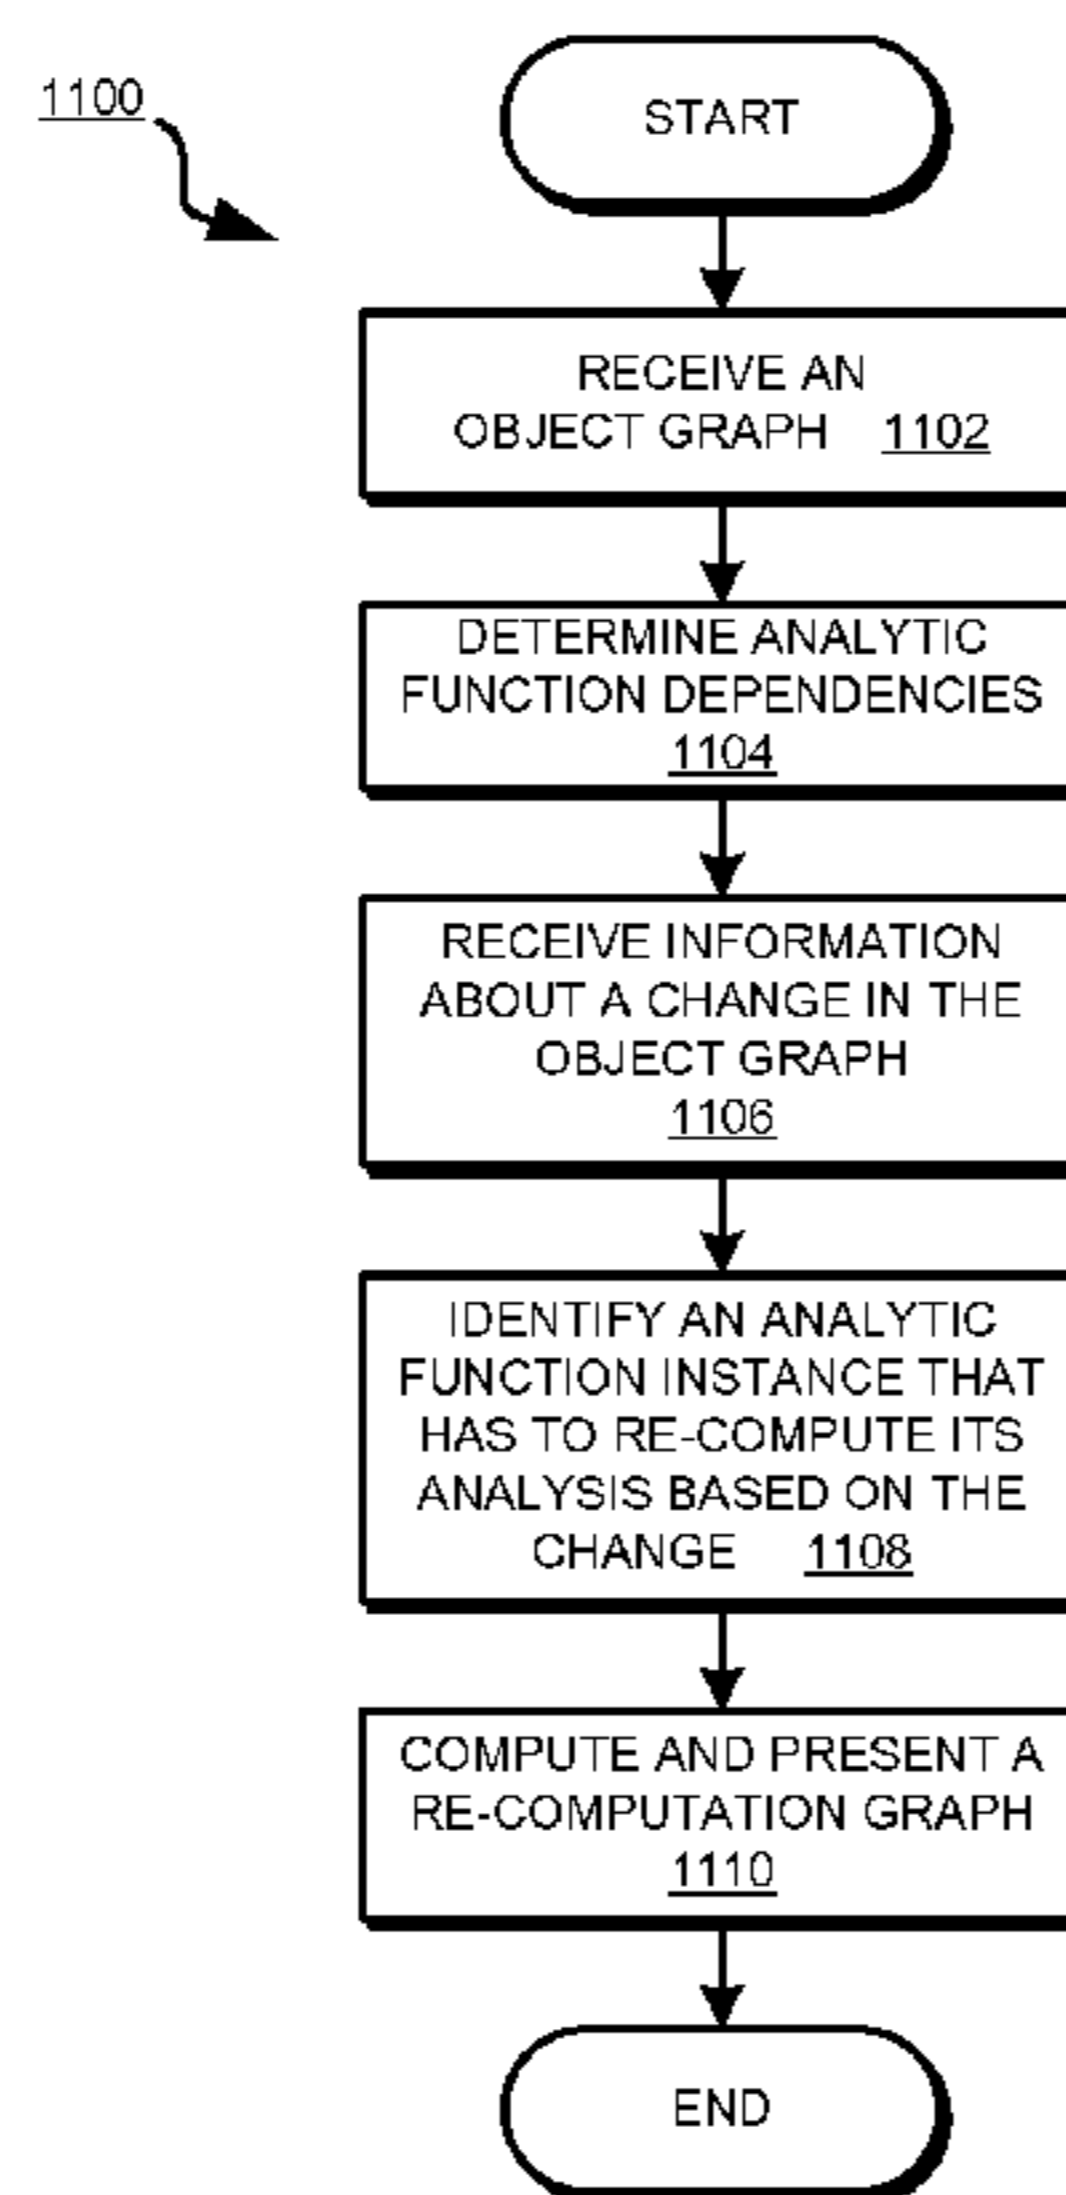 1100
START
RECEIVE AN
OBJECT GRAPH 1102
DETERMINE ANALYTIC
FUNCTION DEPENDENCIES
1104
RECEIVE INFORMATION
ABOUT A CHANGE IN THE
OBJECT GRAPH
1106
IDENTIFY AN ANALYTIC
FUNCTION INSTANCE THAT
HAS TO RE-COMPUTE ITS
ANALYSIS BASED ON THE
CHANGE 1108
COMPUTE AND PRESENT A
RE-COMPUTATION GRAPH
1110
END